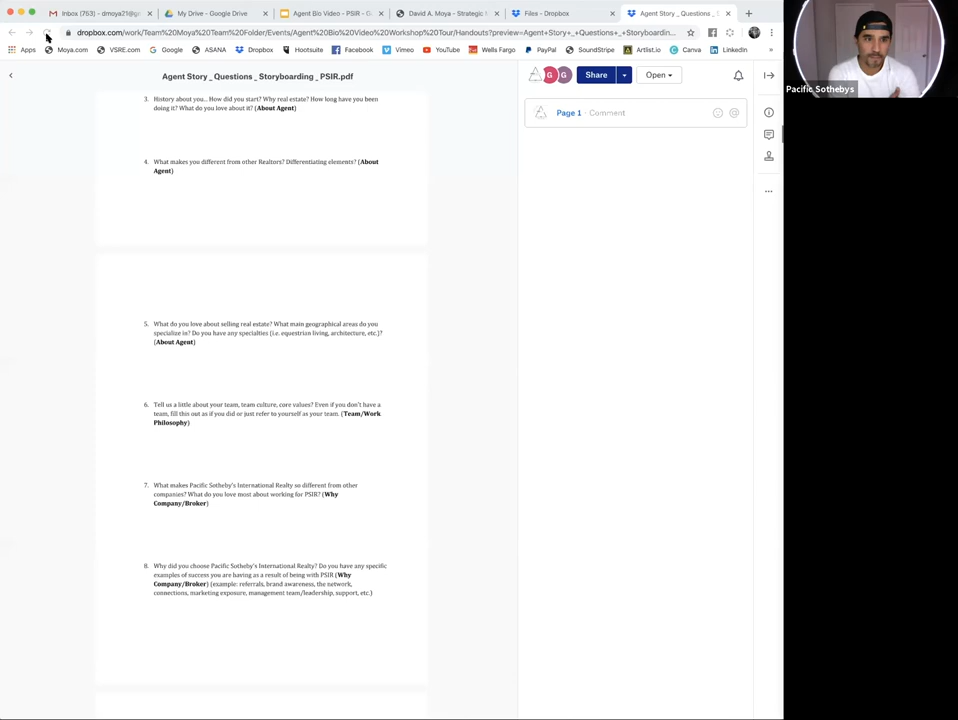 Inbox (763) - dmoya21@g
My Drive - Google Drive
Agent Bio Video - PSIR - G
David A. Moya - Strategic
Files - Dropbox
Agent Story _ Questions _ S
dropbox.com/work/Team%20Moya%20Team%20Folder/Events/Agent%20Bio%20Video%20Workshop%20Tour/Handouts?preview=Agent+Story+_+Questions+_+Storyboardin...
Apps
Moya.com
VSRE.com
Google
ASANA
Dropbox
Hootsuite
Facebook
Vimeo
YouTube
Wells Fargo
PayPal
SoundStripe
Artlist.io
Canva
LinkedIn
Agent Story _ Questions _ Storyboarding _ PSIR.pdf
G
G
Share
Open
Page 1
Comment
3. History about you... How did you start? Why real estate? How long have you been
doing it? What do you love about it? (About Agent)
4. What makes you different from other Realtors? Differentiating elements? (About
Agent)
5. What do you love about selling real estate? What main geographical areas do you
specialize in? Do you have any specialties (i.e. equestrian living, architecture, etc.)?
(About Agent)
6. Tell us a little about your team, team culture, core values? Even if you don't have a
team, fill thin out as if you did or just refer to yourself as your team. (Team/Work
Philosophy)
7. What makes Pacific Sotheby's International Realty so different from other
companies? What do you love most about working for PSIR? (Why
Company/Broker)
8. Why did you choose Pacific Sotheby's International Realty? Do you have any specific
examples of success you are having as a result of being with PSIR (Why
Company/Broker) (example: referrals, brand awareness, the network,
connections, marketing exposure, management team/leadership, support, etc.)
Pacific Sothebys